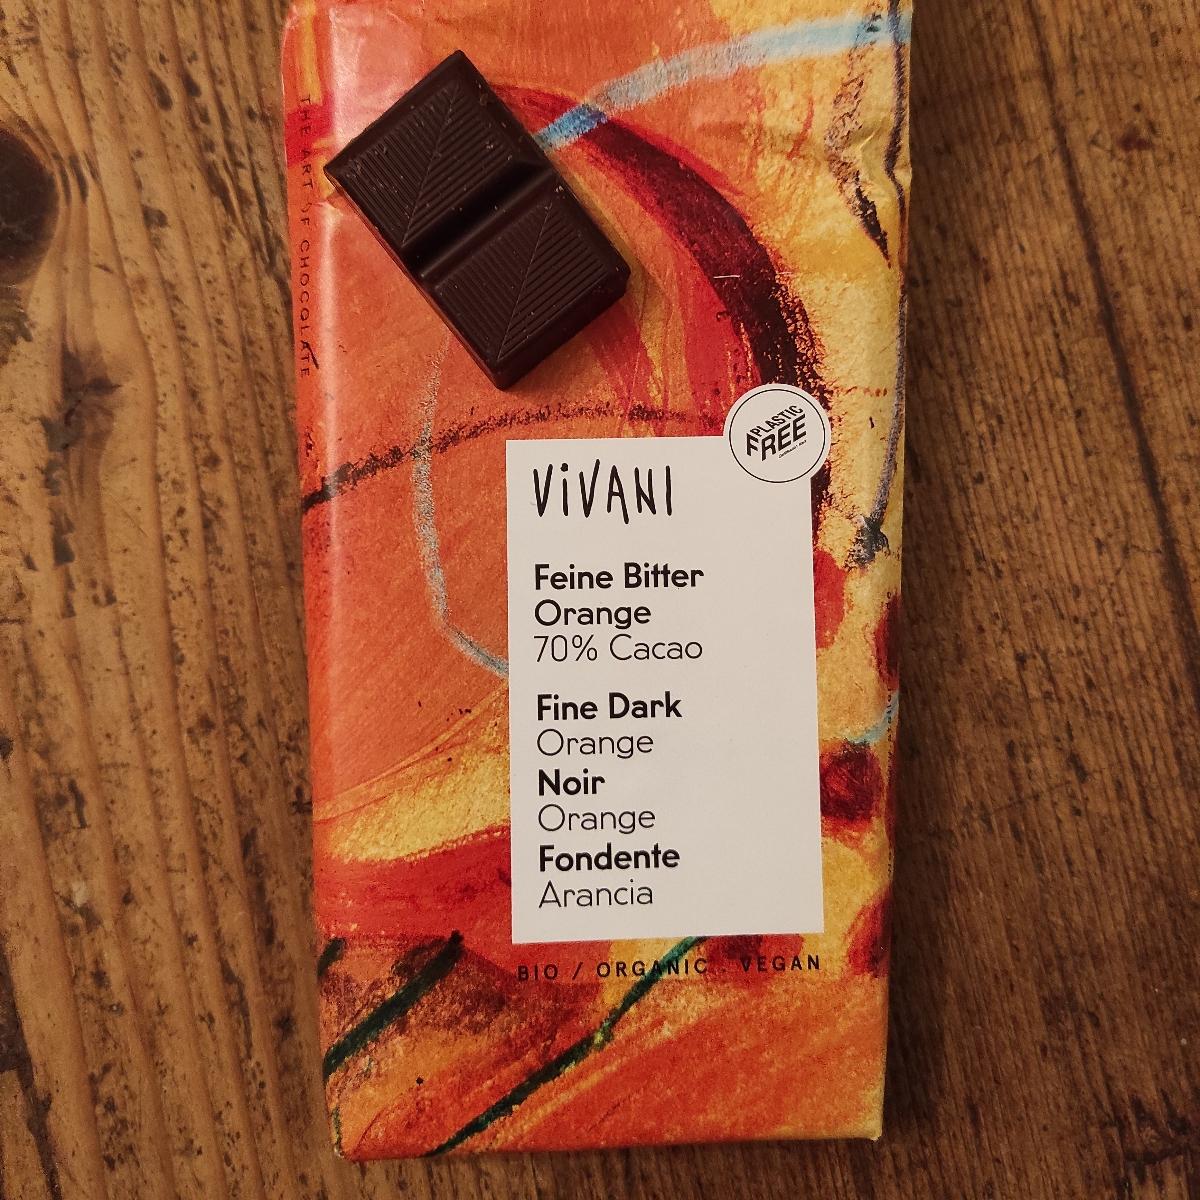 THE ART OF CHOCOLATE
PLASTIC
FREE
ViVANI
Feine Bitter
Orange
70% Cacao
Fine Dark
Orange
Noir
Orange
Fondente
Arancia
BIO / ORGANIC . VEGAN